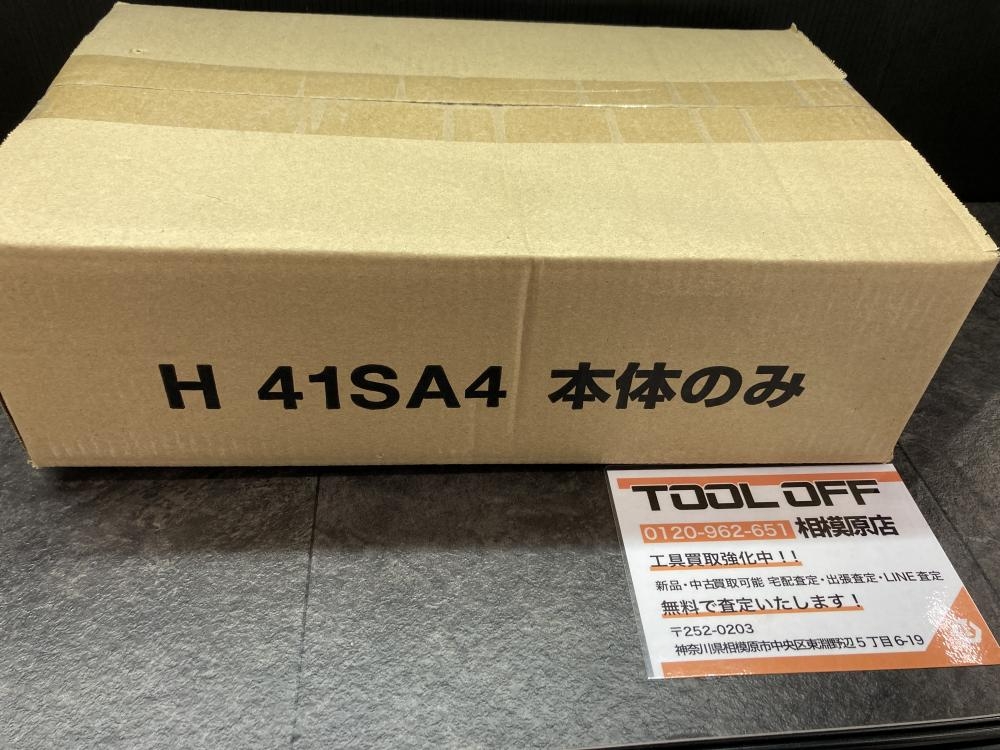 H 41SA4 本体のみ
TOOL OFF
0120-962-651 相模原店
工具買取強化中！！
新品・中古買取可能 宅配査定・出張査定・LINE査定
無料で査定いたします！
〒252-0203
神奈川県相模原市中央区東淵野辺5丁目6-19